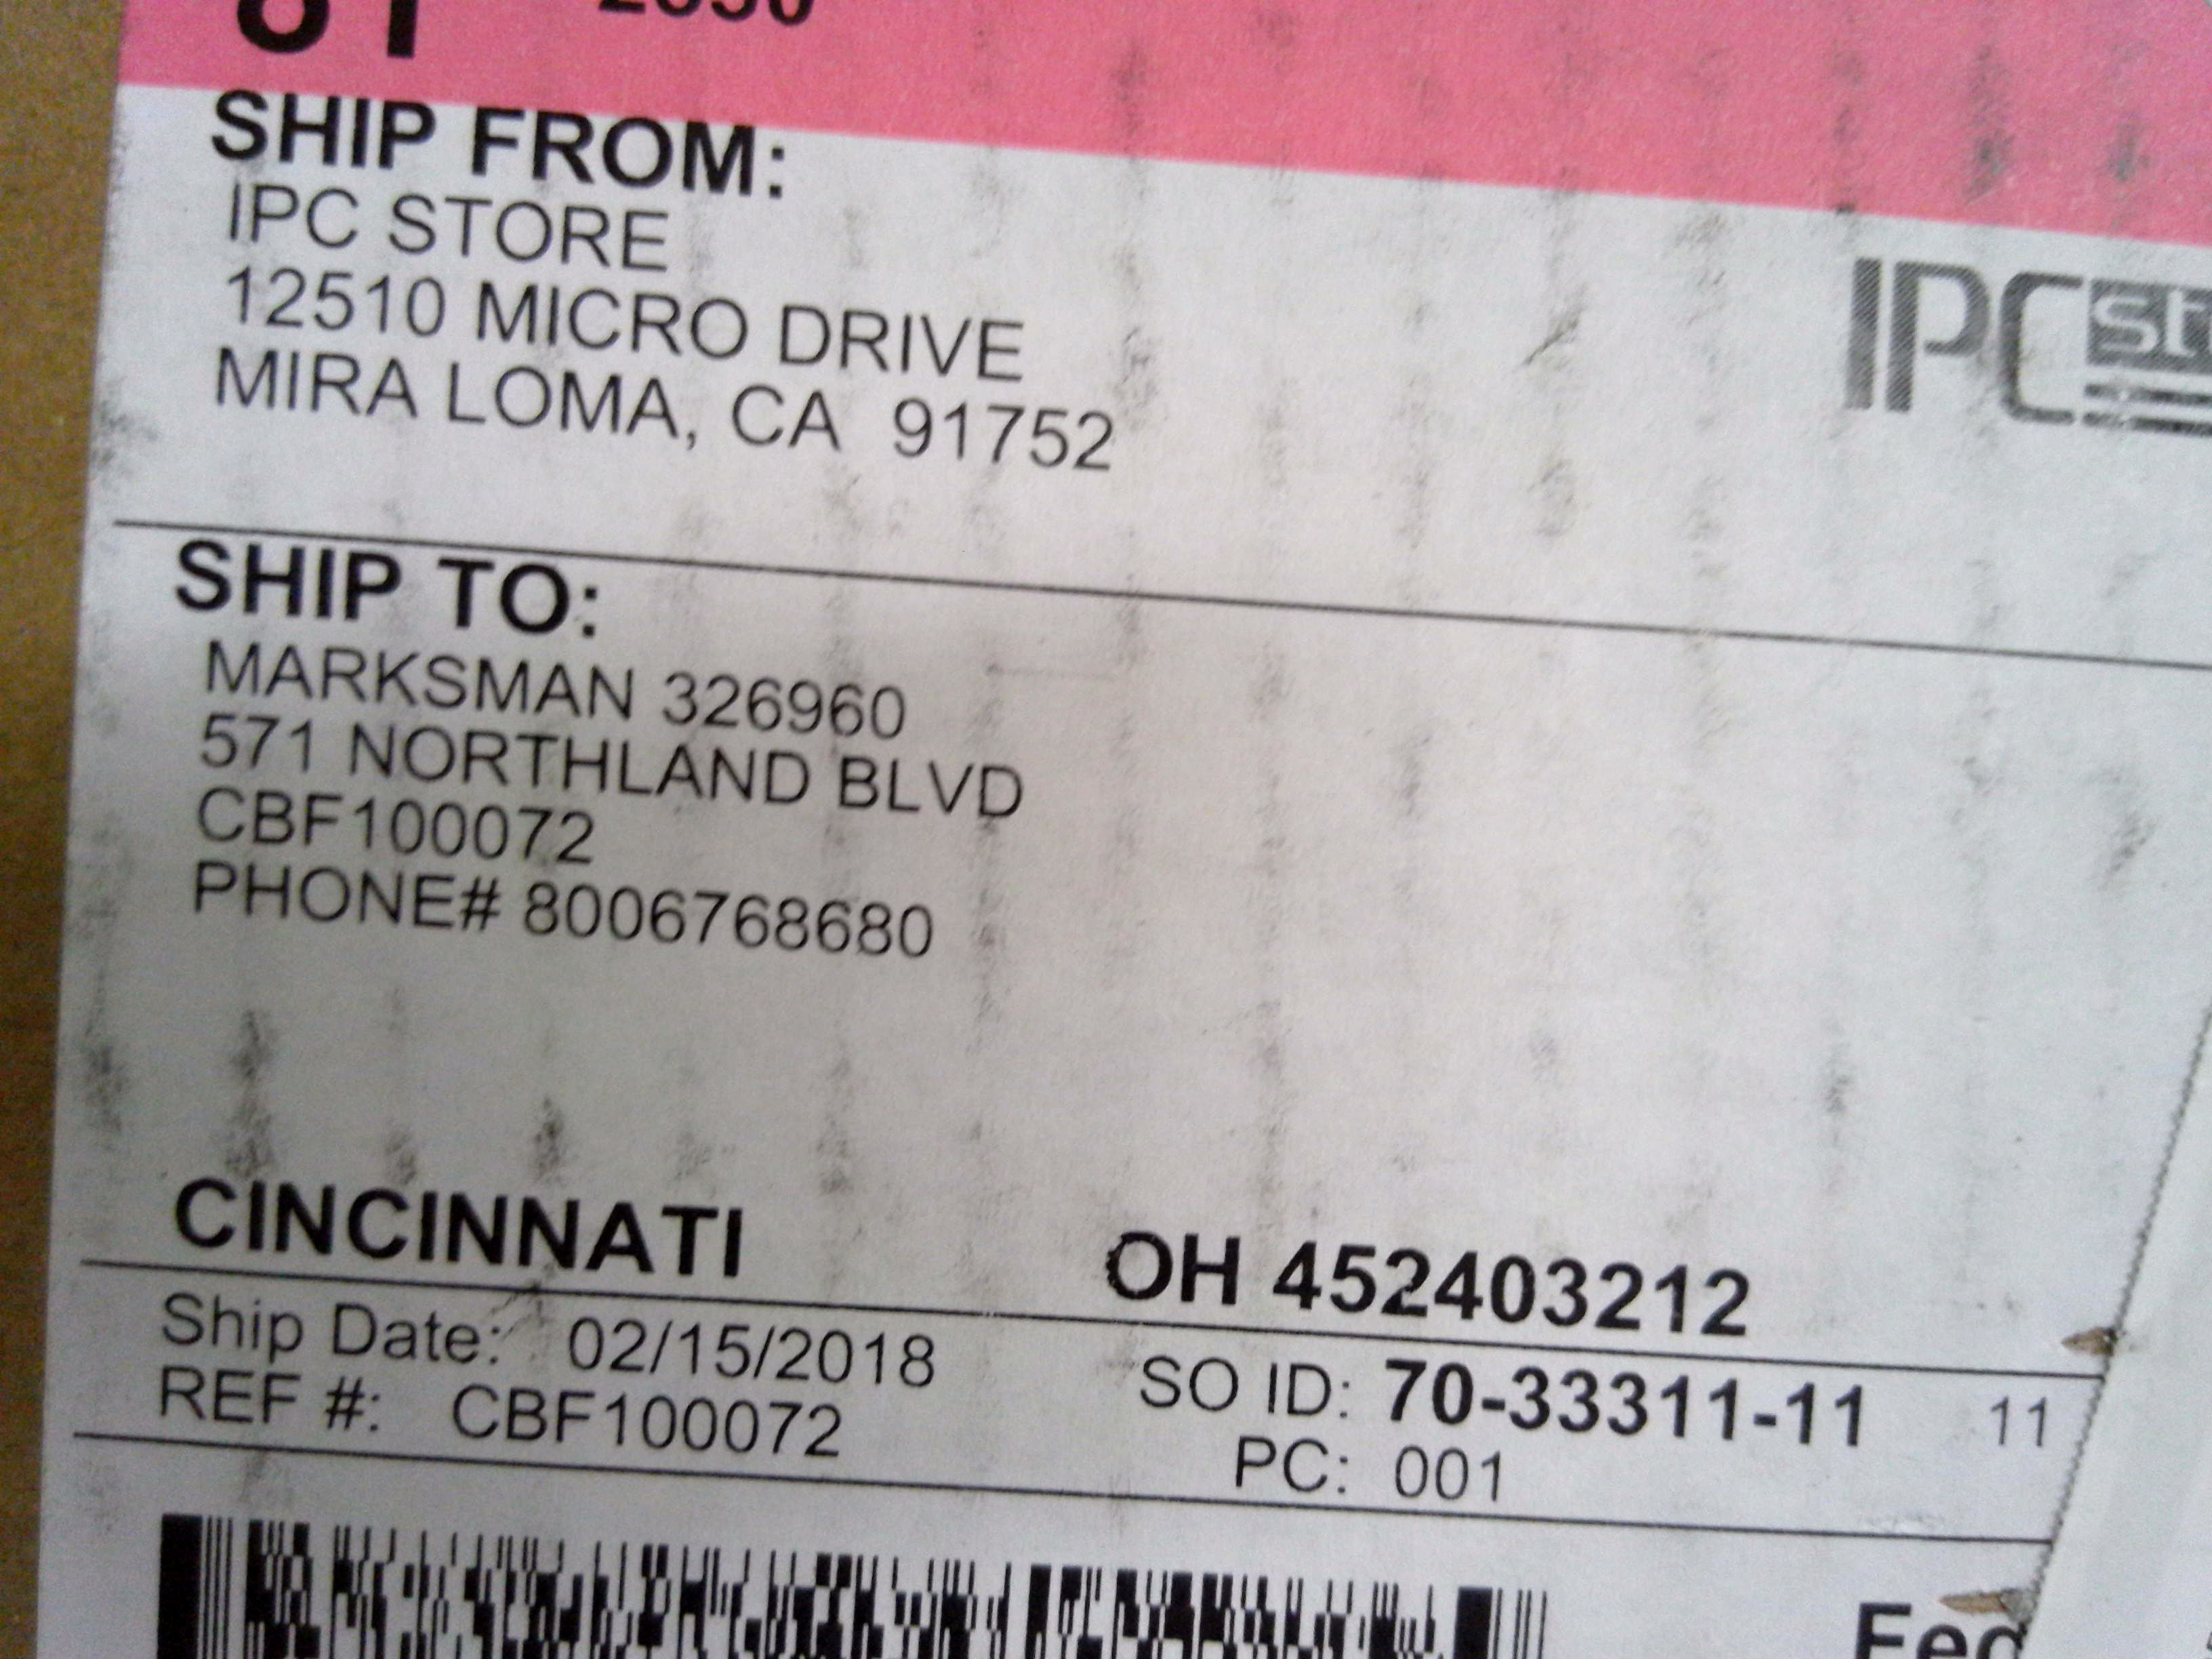 SHIP FROM:
IPC STORE
12510 MICRO DRIVE
MIRA LOMA, CA 91752
IPC st
SHIP TO:
MARKSMAN 326960
571 NORTHLAND BLVD
CBF100072
PHONE# 8006768680
CINCINNATI OH 452403212
Ship Date: 02/15/2018 SO ID: 70-33311-11 11
REF #: CBF100072 PC: 001